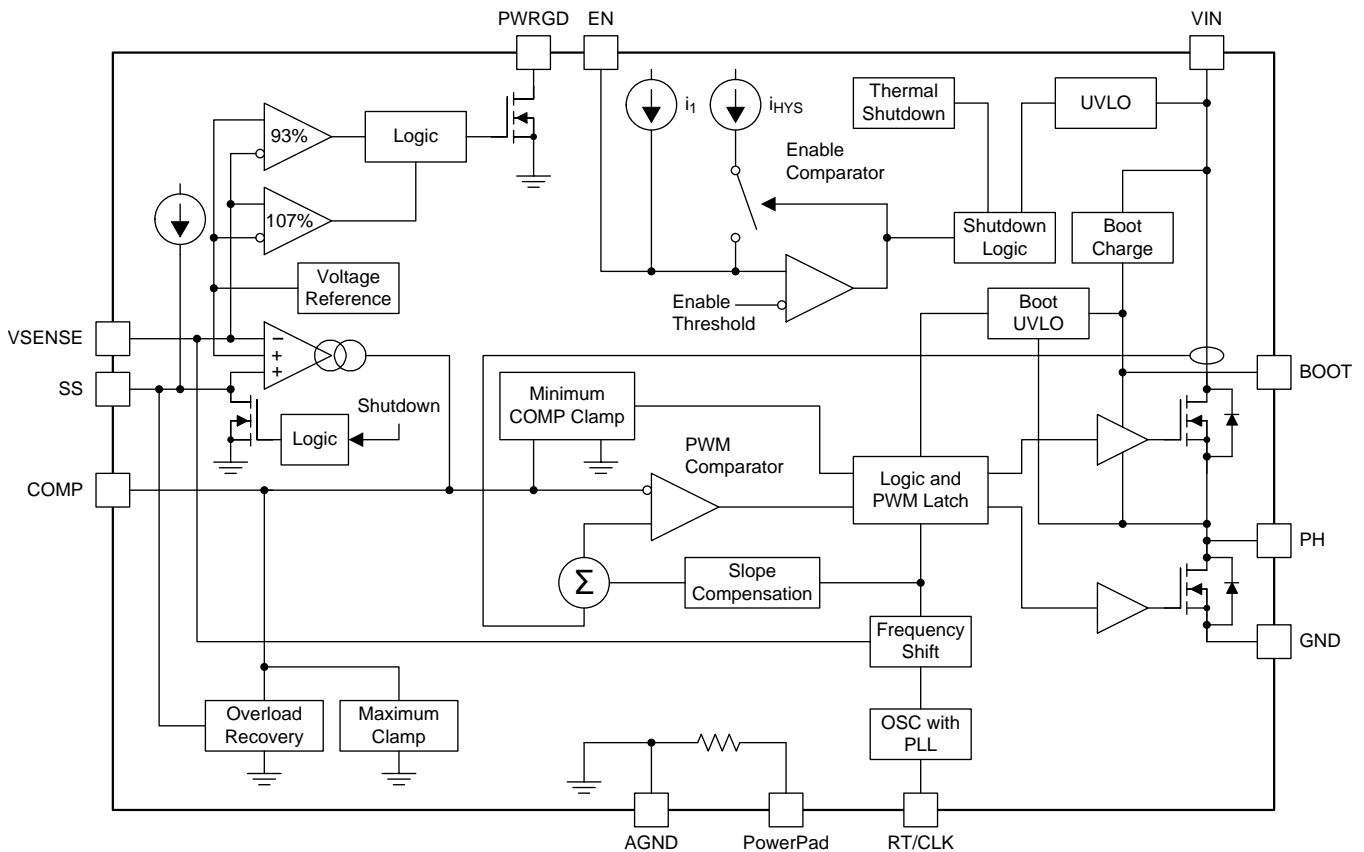 PWRGD
EN
VIN
i1
iHYS
Thermal
Shutdown
UVLO
93%
Logic
Enable
Comparator
107%
Shutdown
Logic
Boot
Charge
Voltage
Reference
Enable
Threshold
Boot
UVLO
VSENSE
−
+
+
SS
BOOT
Shutdown
Logic
Minimum
COMP Clamp
PWM
Comparator
COMP
Logic and
PWM Latch
PH
Σ
Slope
Compensation
Frequency
Shift
GND
Overload
Recovery
Maximum
Clamp
OSC with
PLL
AGND
PowerPad
RT/CLK